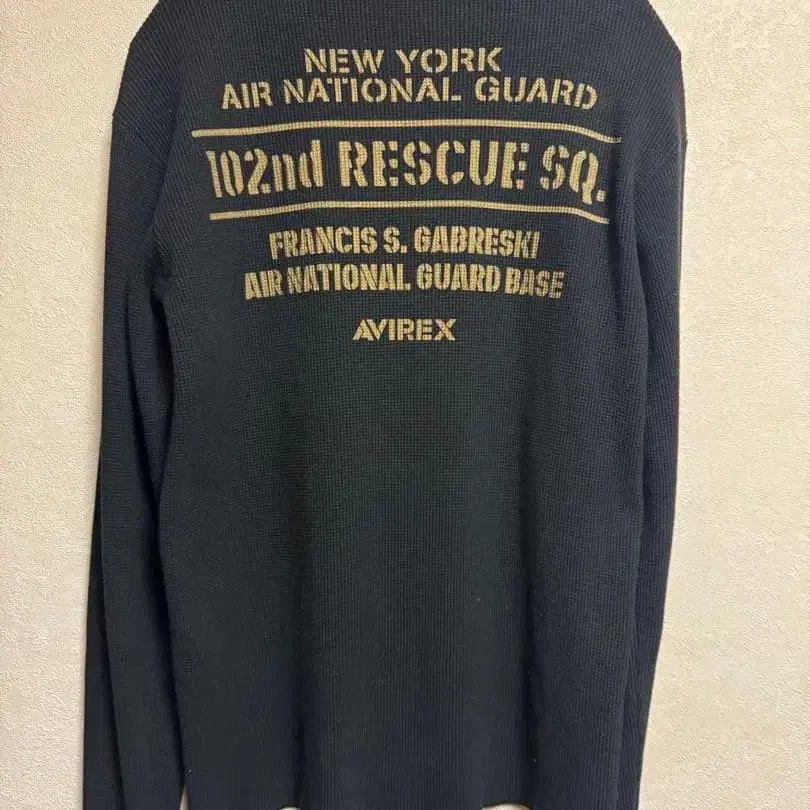 NEW YORK
AIR NATIONAL GUARD
102nd RESCUE SQ.
FRANCIS S. GABRESKI
AIR NATIONAL GUARD BASE
AVIREX